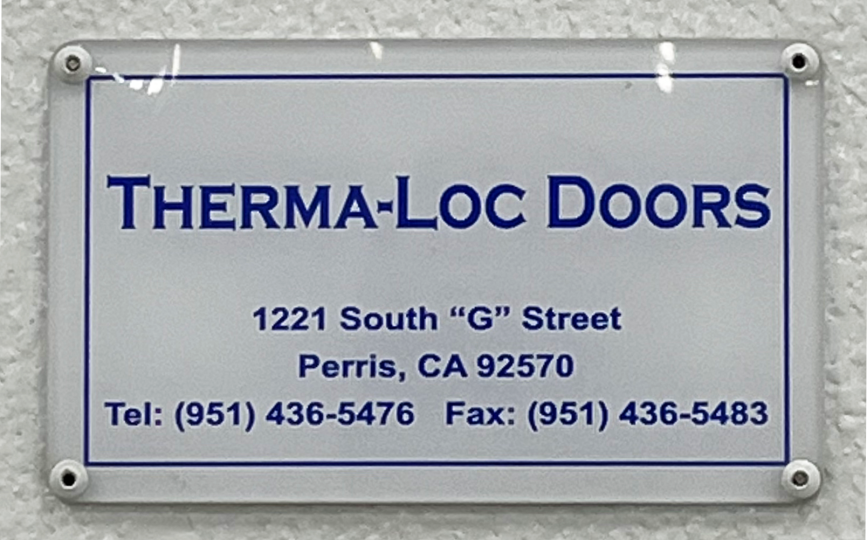 THERMA-LOC DOORS
1221 South “G” Street
Perris, CA 92570
Tel: (951) 436-5476 Fax: (951) 436-5483